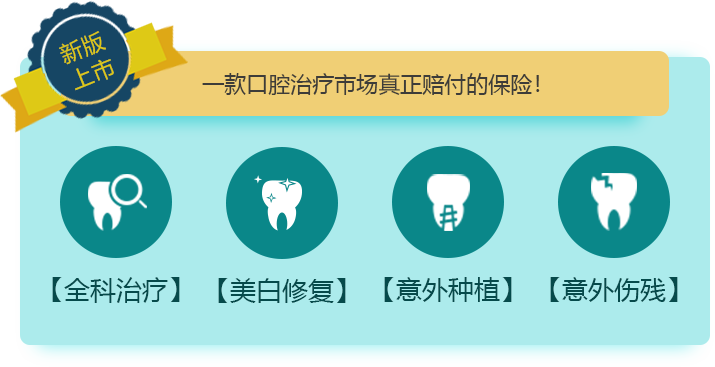 新版
上市
一款口腔治疗市场真正赔付的保险！
【全科治疗】
【美白修复】
【意外种植】
【意外伤残】